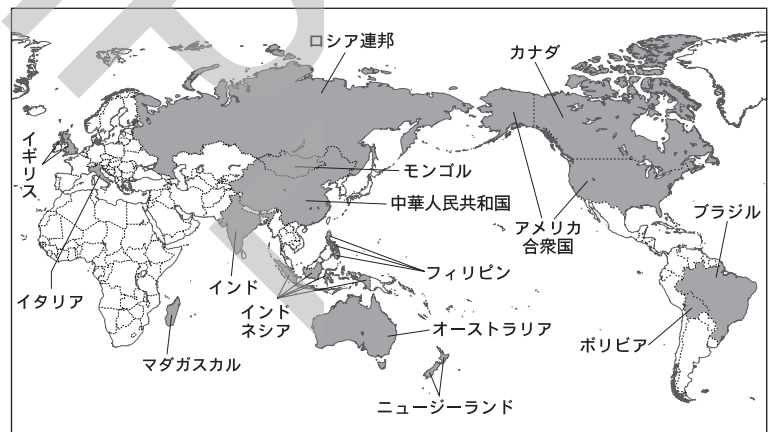 ロシア連邦
カナダ
イギリス
モンゴル
中華人民共和国
アメリカ
合衆国
ブラジル
フィリピン
イタリア
インド
インド
ネシア
オーストラリア
ボリビア
マダガスカル
ニュージーランド